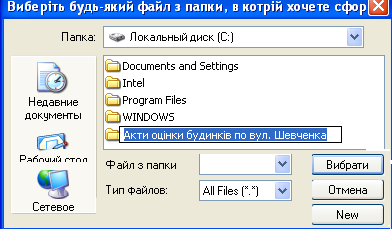 Виберіть будь-який файл з папки, в котрій хочете сфор
Папка: Локальный диск (C:)
Documents and Settings
Intel
Program Files
WINDOWS
Акти оцінки будинків по вул. Шевченка
Недавние
документы
Рабочий стол
Сетевое
Файл з папки
Вибрати
Тип файлов: All Files (*.*)
Отмена
New